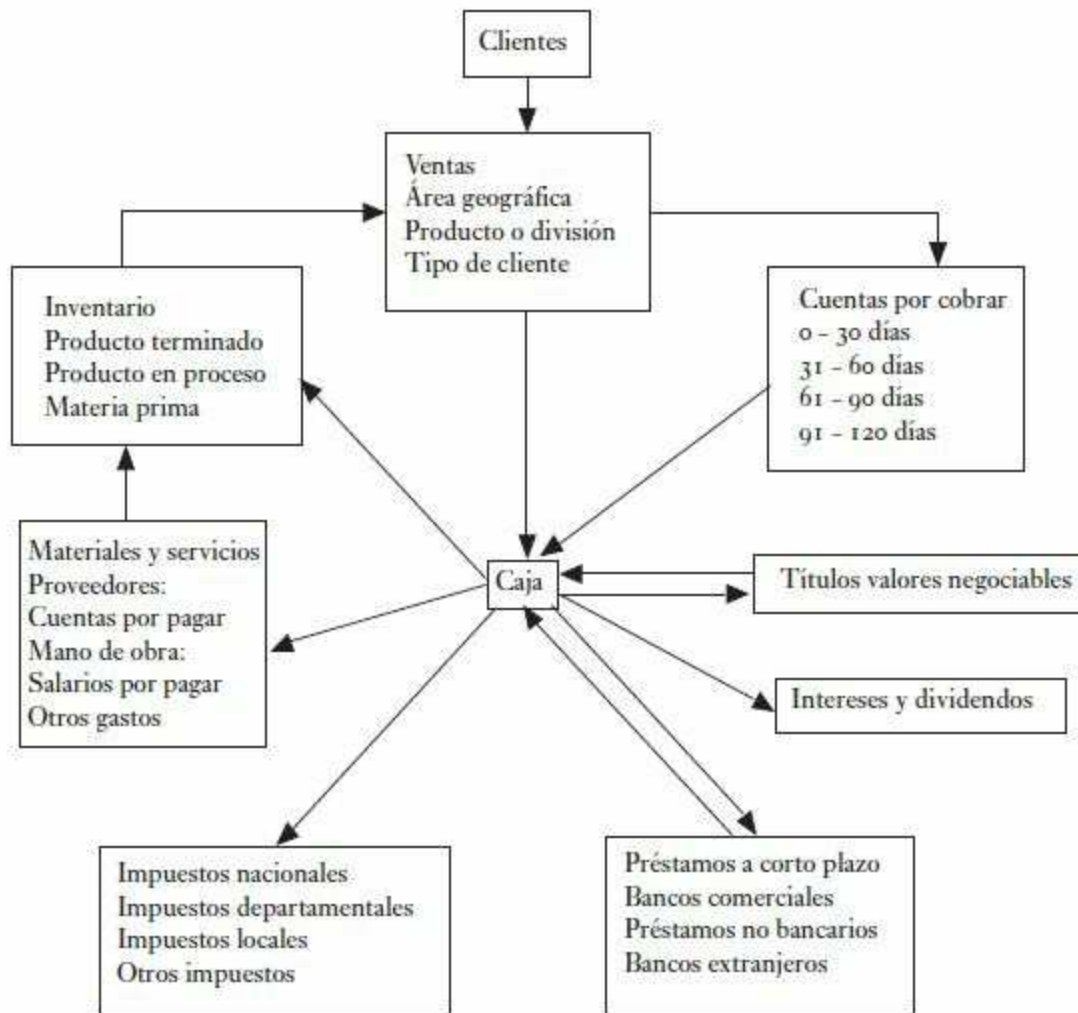 Clientes
Ventas
Área geográfica
Producto o división
Tipo de cliente
Inventario
Producto terminado
Producto en proceso
Materia prima
Cuentas por cobrar
0 – 30 días
31 – 60 días
61 – 90 días
91 – 120 días
Materiales y servicios
Proveedores:
Cuentas por pagar
Mano de obra:
Salarios por pagar
Otros gastos
Caja
Títulos valores negociables
Intereses y dividendos
Impuestos nacionales
Impuestos departamentales
Impuestos locales
Otros impuestos
Préstamos a corto plazo
Bancos comerciales
Préstamos no bancarios
Bancos extranjeros